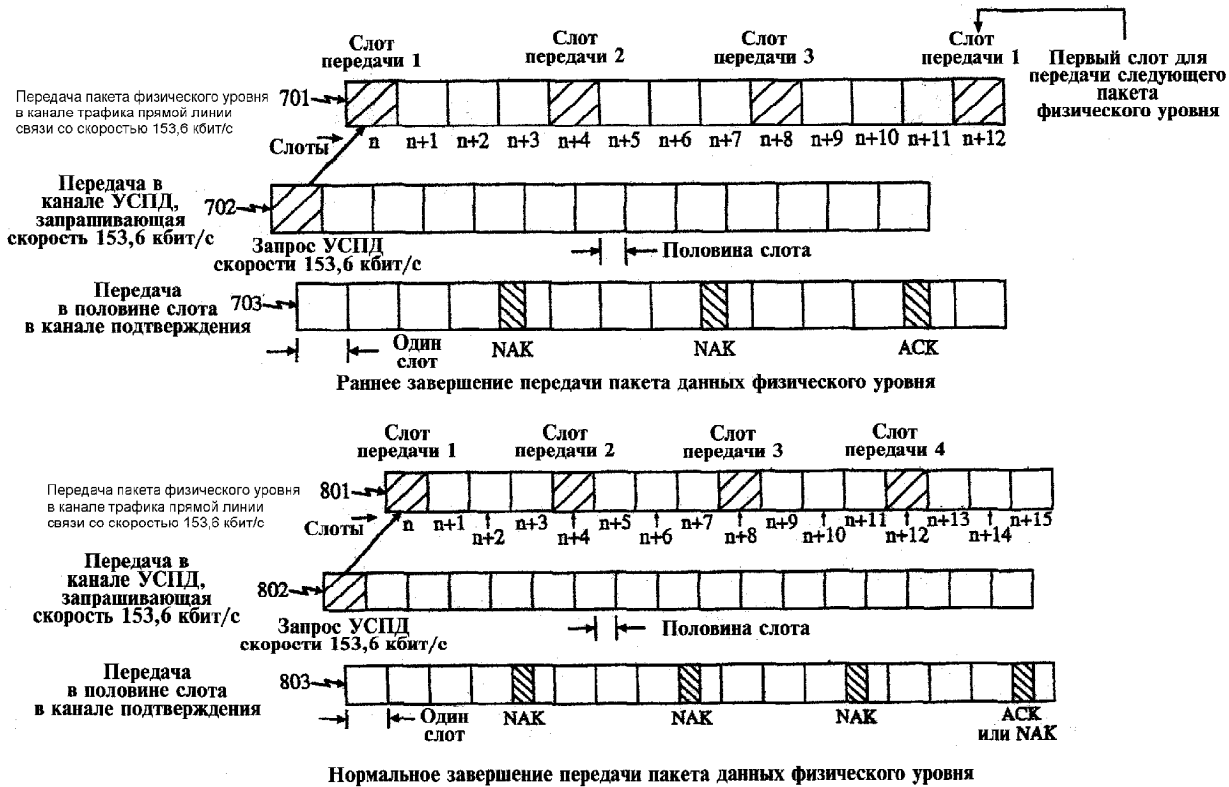 Слот
передачи 1
Слот
передачи 2
Слот
передачи 3
Слот
передачи 1
Первый слот для
передачи следующего
пакета
физического уровня
Передача пакета физического уровня
в канале трафика прямой линии
связи со скоростью 153,6 кбит/с
701
Слоты
n n+1 n+2 n+3 n+4 n+5 n+6 n+7 n+8 n+9 n+10 n+11 n+12
Передача в
канале УСПД,
запрашивающая
скорость 153,6 кбит/с
702
Запрос УСПД
скорости 153,6 кбит/с
Половина слота
Передача
в половине слота
в канале подтверждения
703
Один
слот
NAK
NAK
ACK
Раннее завершение передачи пакета данных физического уровня
Слот
передачи 1
Слот
передачи 2
Слот
передачи 3
Слот
передачи 4
Передача пакета физического уровня
в канале трафика прямой линии
связи со скоростью 153,6 кбит/с
801
Слоты
n n+1 n+2 n+3 n+4 n+5 n+6 n+7 n+8 n+9 n+10 n+11 n+12 n+13 n+14 n+15
Передача в
канале УСПД,
запрашивающая
скорость 153,6 кбит/с
802
Запрос УСПД
скорости 153,6 кбит/с
Половина слота
Передача
в половине слота
в канале подтверждения
803
Один
слот
NAK
NAK
NAK
ACK
или NAK
Нормальное завершение передачи пакета данных физического уровня